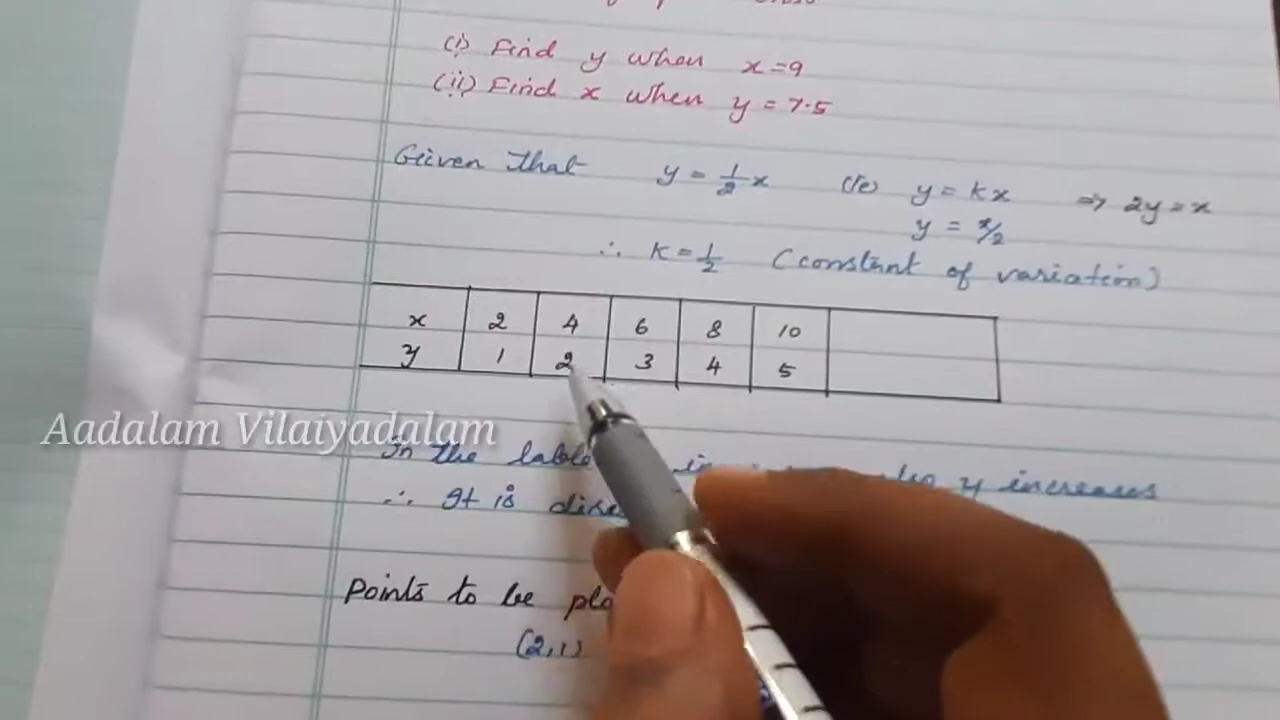 (i) Find y when x = 9
(ii) Find x when y = 7.5
Given that y = 1/2 x (ie) y = kx ⇒ 2y = x
y = x/2
∴ k = 1/2 (constant of variation)
x 2 4 6 8 10
y 1 2 3 4 5
Aadalam Vilaiyadalam
In the table y increases
∴ It is
Points to be
(2,1)